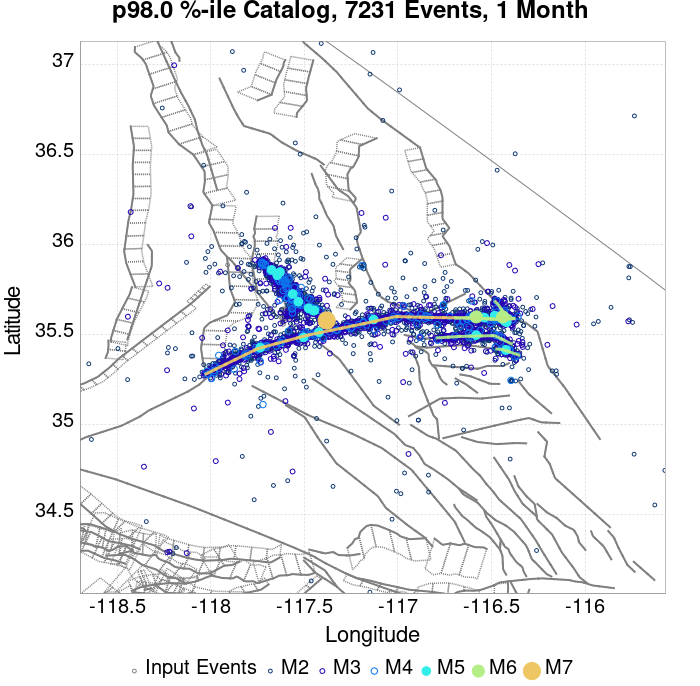 p98.0 %-ile Catalog, 7231 Events, 1 Month
Latitude
37
36.5
36
35.5
35
34.5
-118.5 -118 -117.5 -117 -116.5 -116
Longitude
Input Events M2 M3 M4 M5 M6 M7